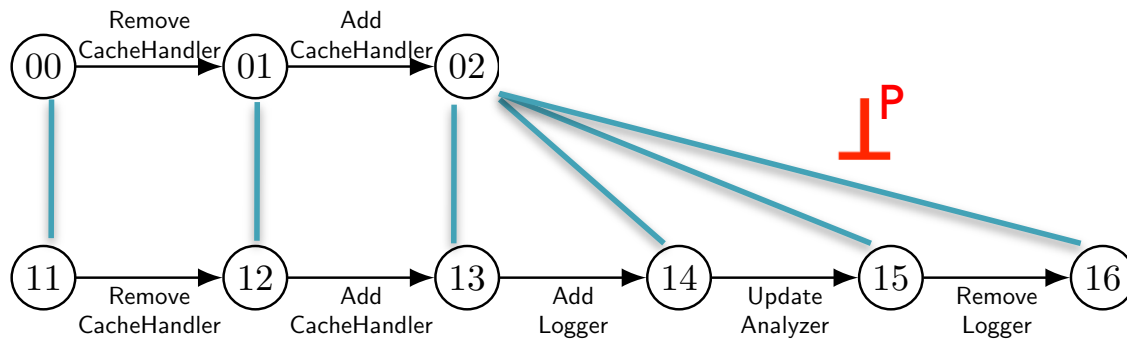 Remove
CacheHandler
Add
CacheHandler
00
01
02
⊥P
11
12
13
14
15
16
Remove
CacheHandler
Add
CacheHandler
Add
Logger
Update
Analyzer
Remove
Logger